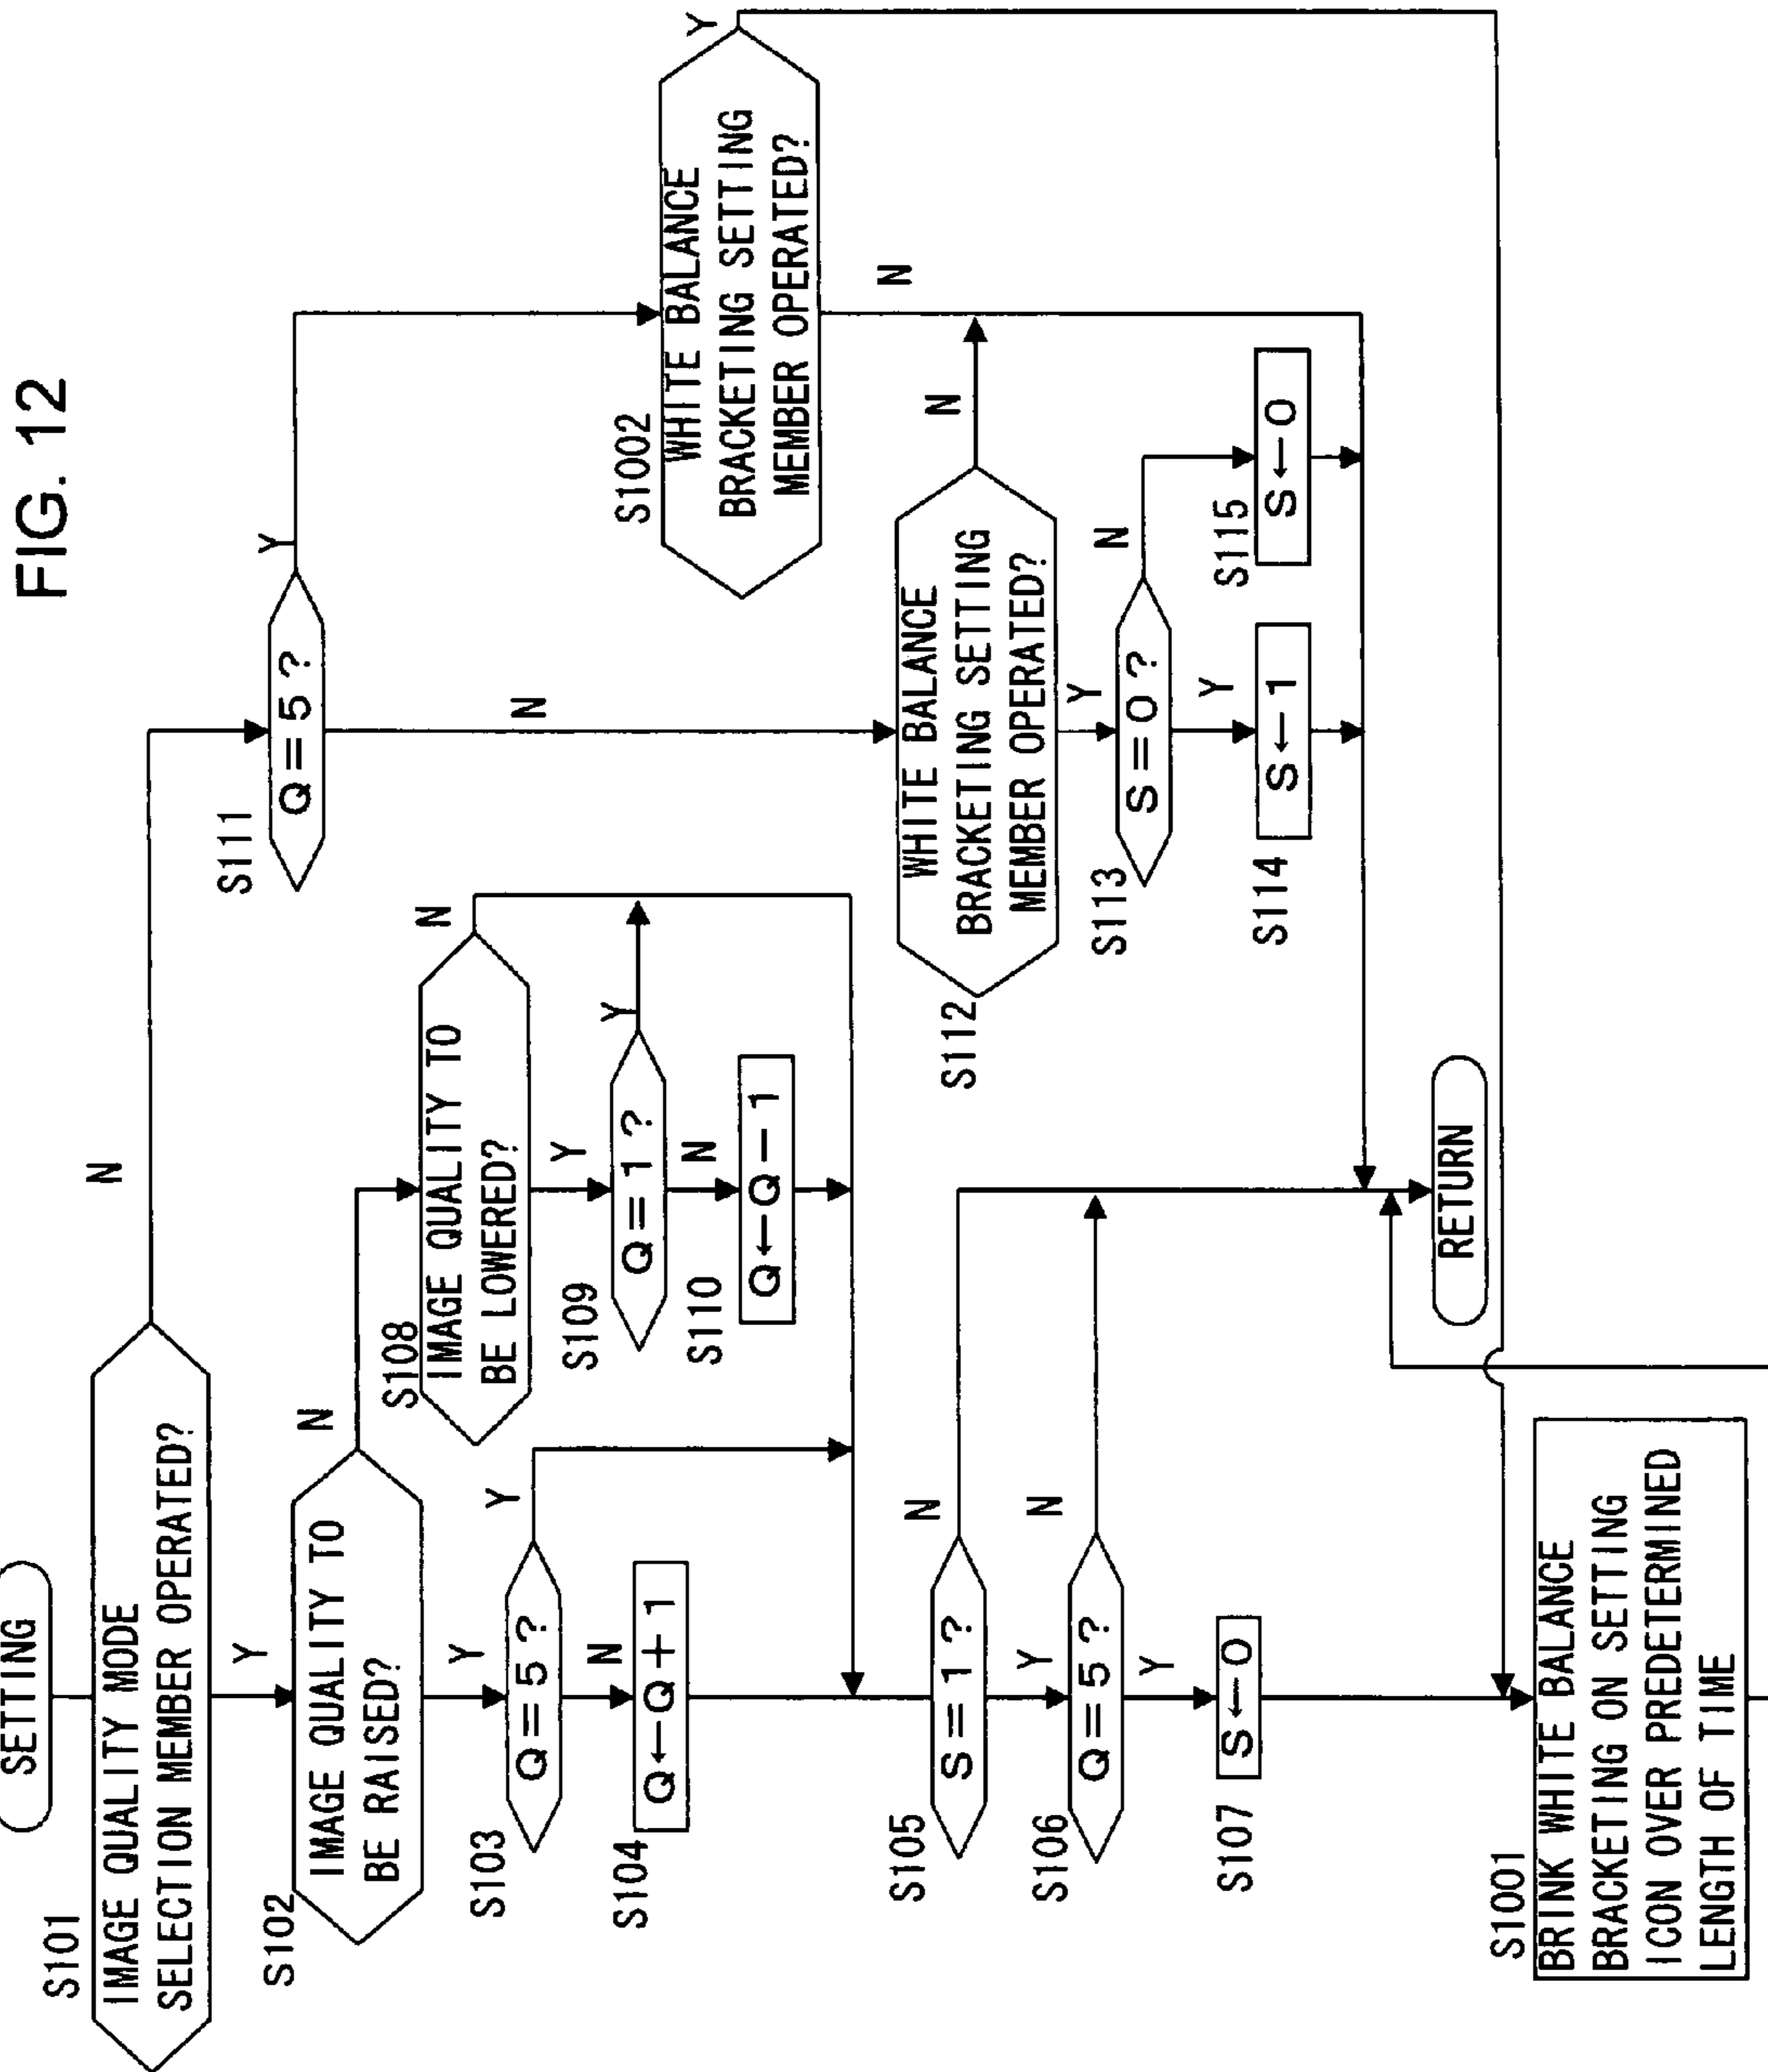 FIG. 12
SETTING
S101
IMAGE QUALITY MODE
SELECTION MEMBER OPERATED?
N
Y
S102
IMAGE QUALITY TO
BE RAISED?
N
Y
S103
Q=5?
Y
N
S104
Q←Q+1
S108
IMAGE QUALITY TO
BE LOWERED?
N
Y
S109
Q=1?
Y
N
S110
Q←Q-1
S105
S=1?
N
Y
S106
Q=5?
N
Y
S107
S←0
S1001
BRINK WHITE BALANCE
BRACKETING ON SETTING
ICON OVER PREDETERMINED
LENGTH OF TIME
S111
Q=5?
Y
N
S112
WHITE BALANCE
BRACKETING SETTING
MEMBER OPERATED?
N
Y
S113
S=0?
N
Y
S114
S←1
S115
S←0
S1002
WHITE BALANCE
BRACKETING SETTING
MEMBER OPERATED?
Y
N
RETURN